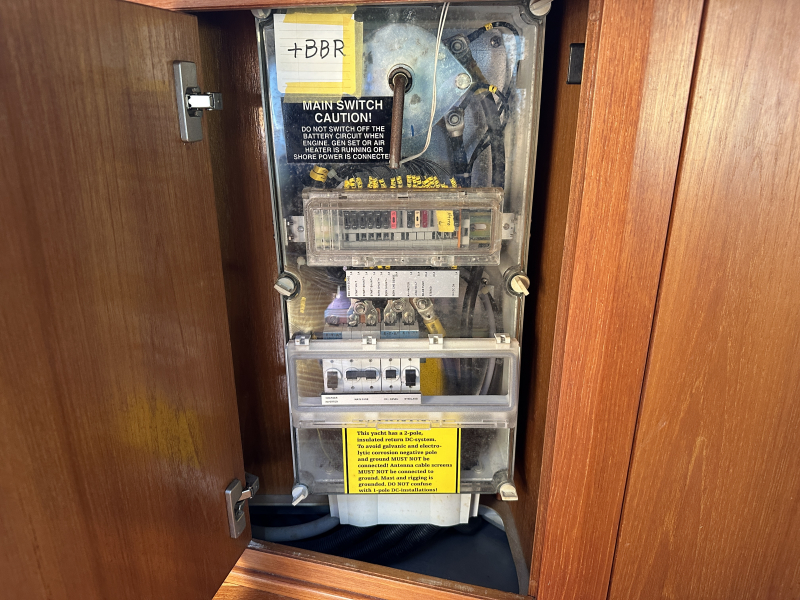 +BBR
MAIN SWITCH
CAUTION!
DO NOT SWITCH OFF THE
BATTERY CIRCUIT WHEN
ENGINE, GEN SET OR AIR
HEATER IS RUNNING OR
SHORE POWER IS CONNECTED
This yacht has a 2-pole,
insulated return DC-system.
To avoid galvanic and electro-
lytic corrosion negative pole
and ground MUST NOT be
connected! Antenna cable screens
MUST NOT be connected to
ground. Mast and rigging is
grounded. DO NOT confuse
with 1-pole DC-installations!